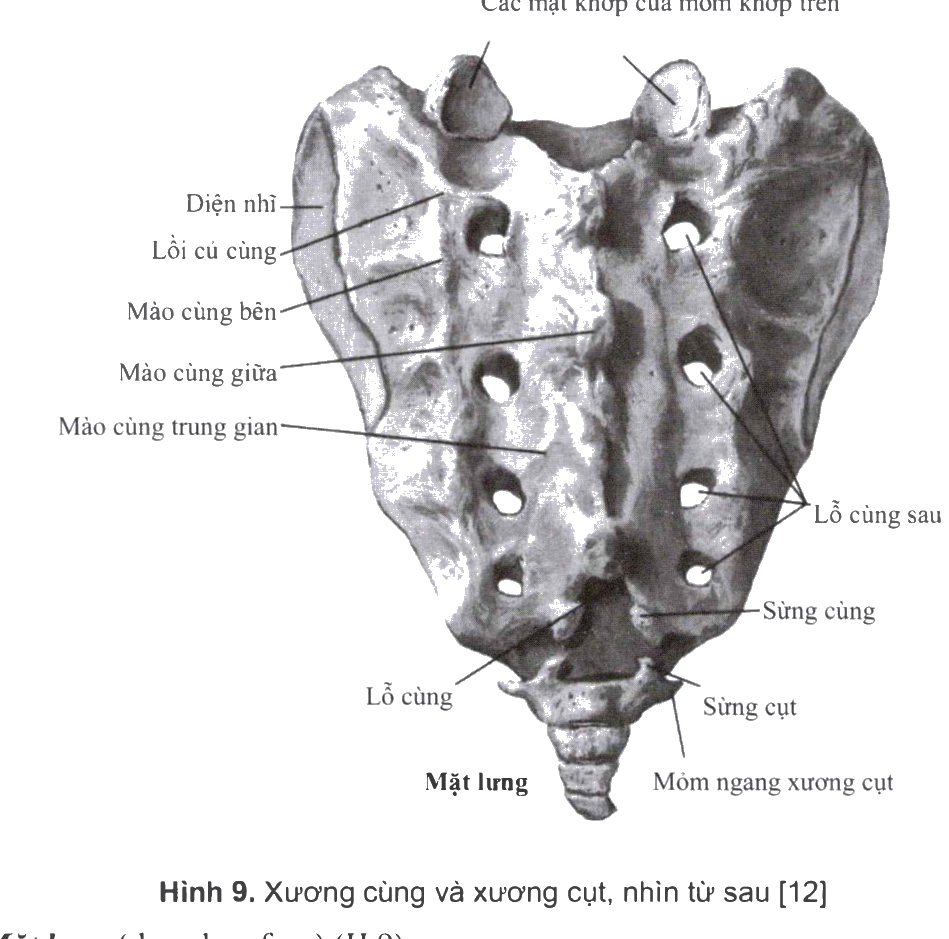 Các mặt khớp của mỏm khớp trên
Diện nhĩ
Lồi củ cùng
Mào cùng bên
Mào cùng giữa
Mào cùng trung gian
Lỗ cùng sau
Sừng cùng
Lỗ cùng
Sừng cụt
Mặt lưng
Mỏm ngang xương cụt
Hình 9. Xương cùng và xương cụt, nhìn từ sau [12]